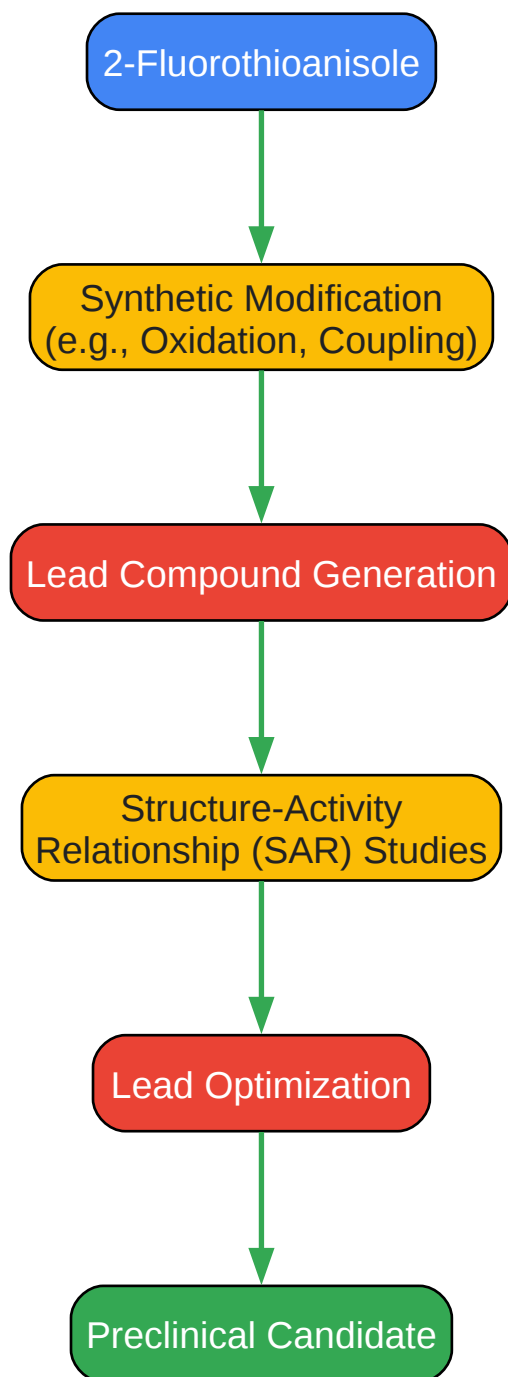 2-Fluorothioanisole
Synthetic Modification
(e.g., Oxidation, Coupling)
Lead Compound Generation
Structure-Activity
Relationship (SAR) Studies
Lead Optimization
Preclinical Candidate